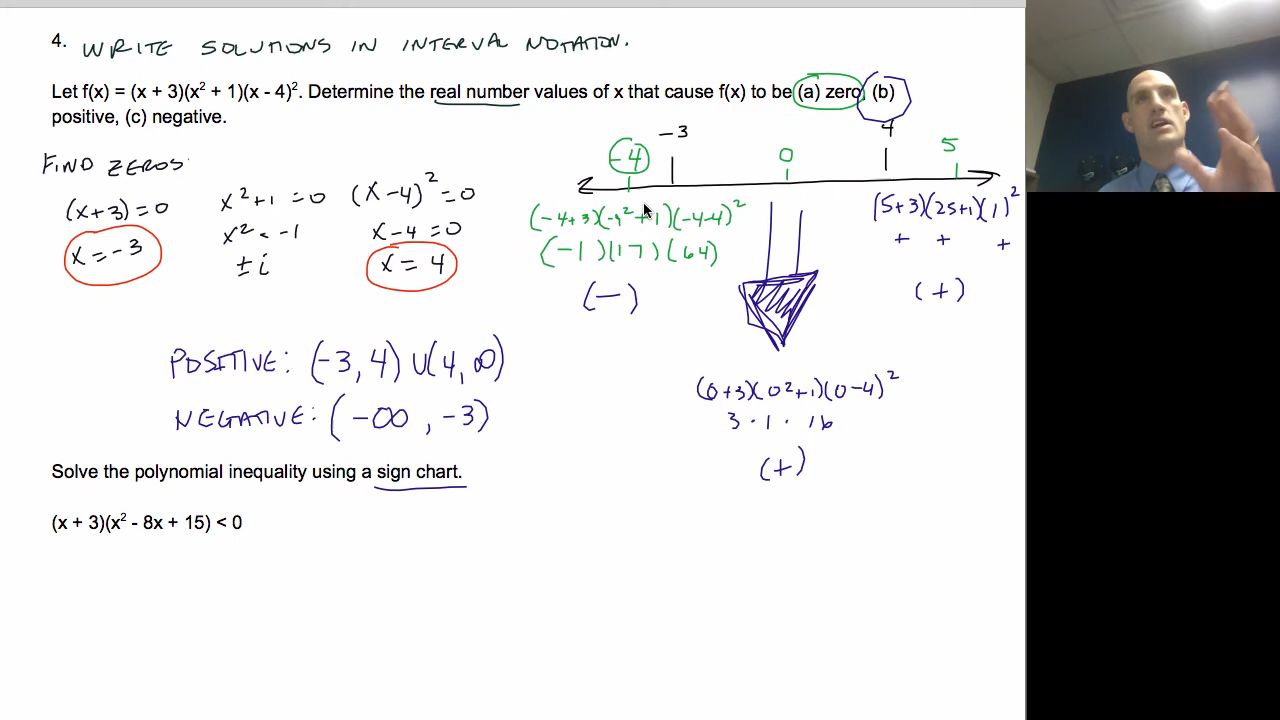 4. WRITE SOLUTIONS IN INTERVAL NOTATION.
Let f(x) = (x + 3)(x² + 1)(x - 4)². Determine the real number values of x that cause f(x) to be (a) zero, (b)
positive, (c) negative.
FIND ZEROS:
(x+3)=0
x=-3
x²+1=0
x²=-1
±i
(x-4)²=0
x-4=0
x=4
-4 -3 0 4 5
(-4+3)(-4²+1)(-4-4)²
(-1)(17)(64)
(-)
(5+3)(25+1)(1)²
+ + +
(+)
(0+3)(0²+1)(0-4)²
3·1·16
(+)
POSITIVE: (-3,4)∪(4,∞)
NEGATIVE: (-∞,-3)
Solve the polynomial inequality using a sign chart.
(x + 3)(x² - 8x + 15) < 0